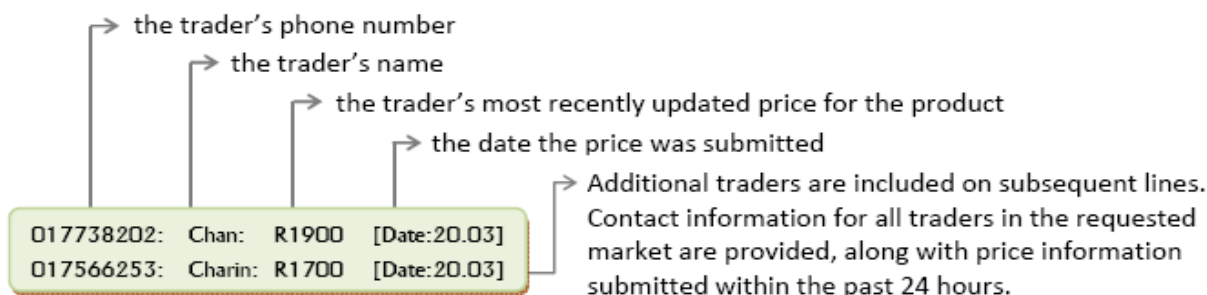 the trader's phone number
the trader's name
the trader's most recently updated price for the product
the date the price was submitted
Additional traders are included on subsequent lines.
Contact information for all traders in the requested
market are provided, along with price information
submitted within the past 24 hours.
017738202: Chan: R1900 [Date:20.03]
017566253: Charin: R1700 [Date:20.03]